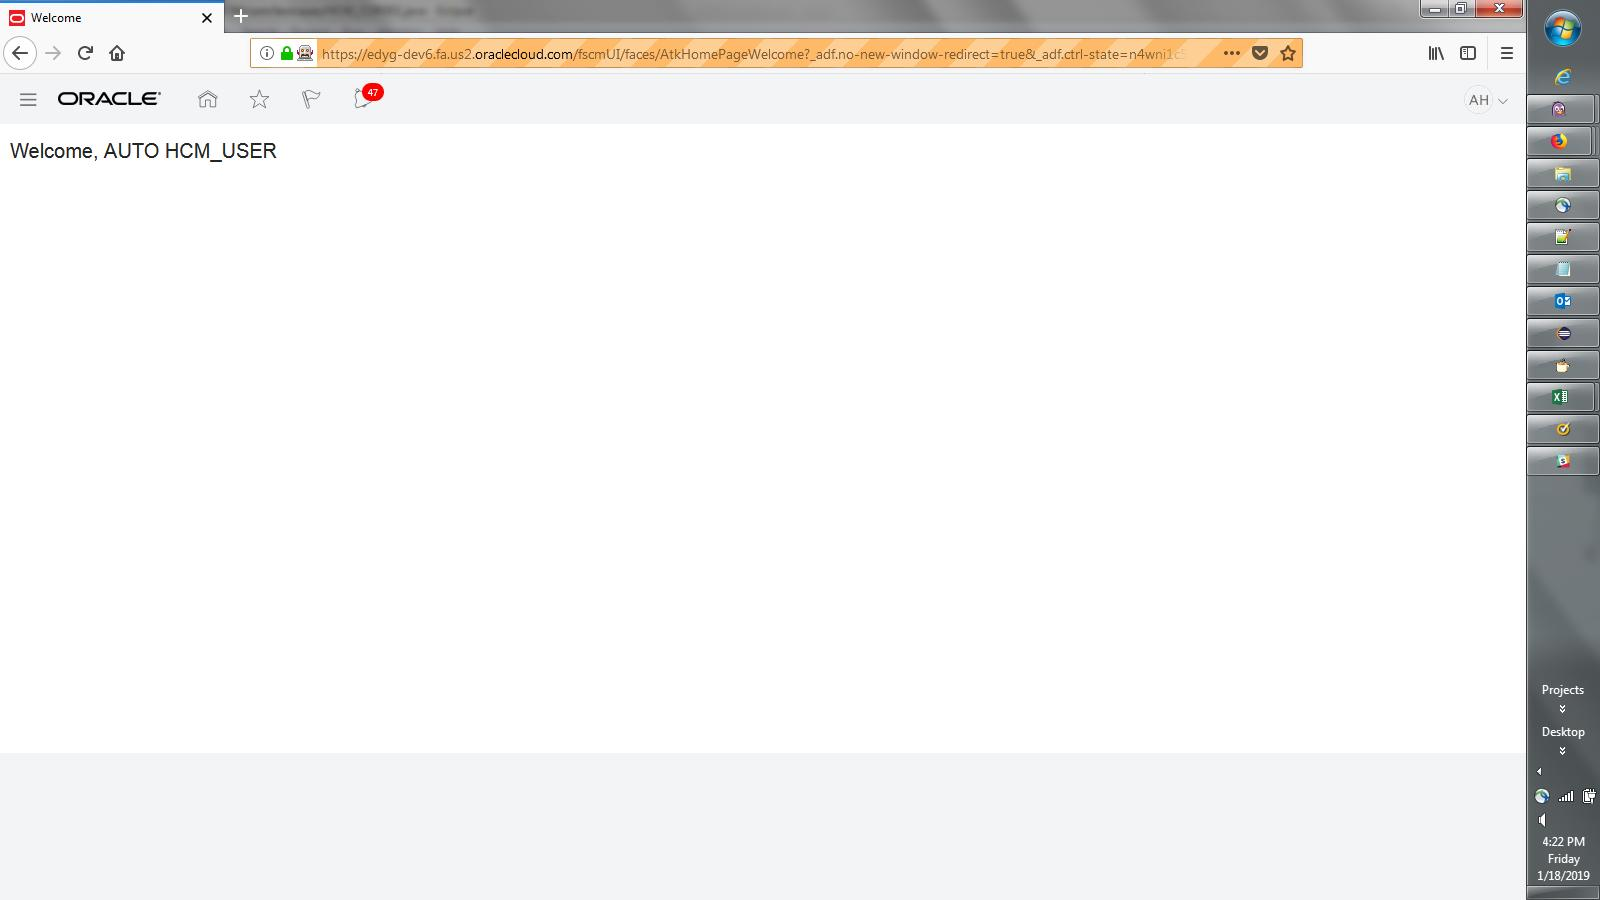 Welcome
https://edyg-dev6.fa.us2.oraclecloud.com/fscmUI/faces/AtkHomePageWelcome?_adf.no-new-window-redirect=true&_adf.ctrl-state=n4wni1c5
ORACLE
47
AH
Welcome, AUTO HCM_USER
Projects
Desktop
4:22 PM
Friday
1/18/2019